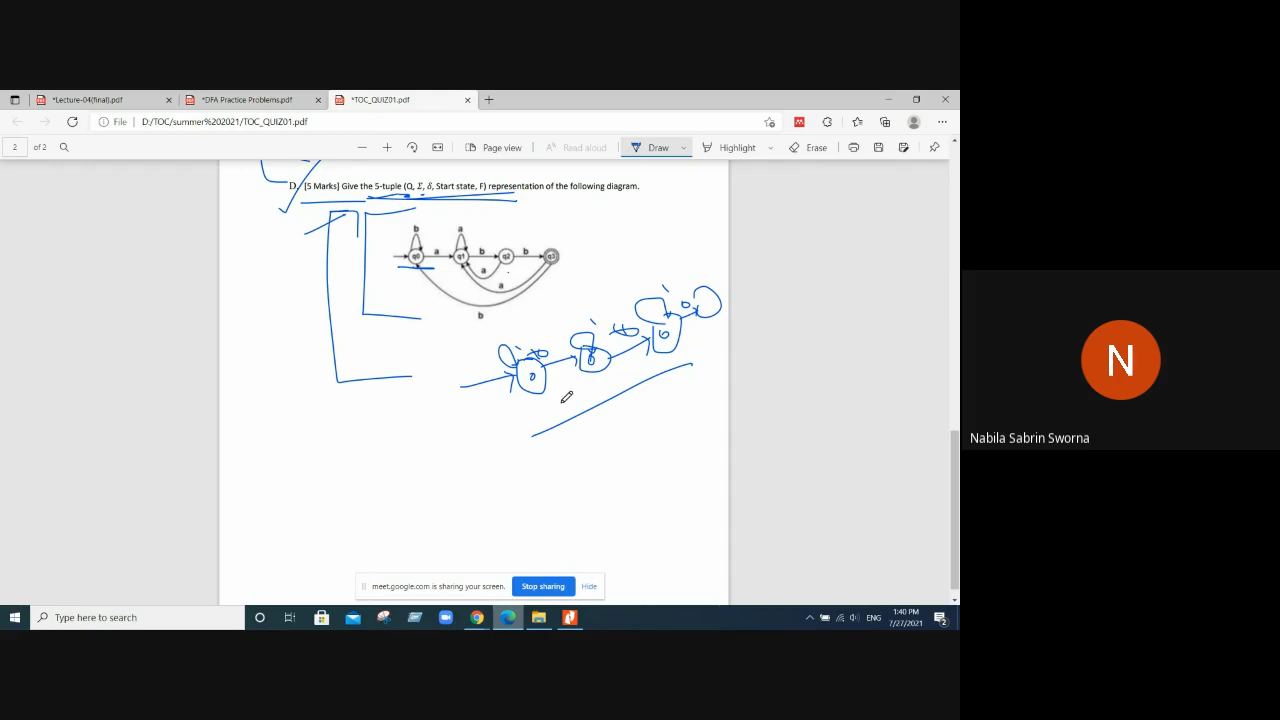 *Lecture-04(final).pdf
*DFA Practice Problems.pdf
*TOC_QUIZ01.pdf
File
D:/TOC/summer%202021/TOC_QUIZ01.pdf
2 of 2
Page view
Read aloud
Draw
Highlight
Erase
D. [5 Marks] Give the 5-tuple (Q, Σ, δ, Start state, F) representation of the following diagram.
b a
q0 a q1 b q2 b q3
a
a
b
N
Nabila Sabrin Sworna
meet.google.com is sharing your screen. Stop sharing Hide
Type here to search
ENG
1:40 PM
7/27/2021
2